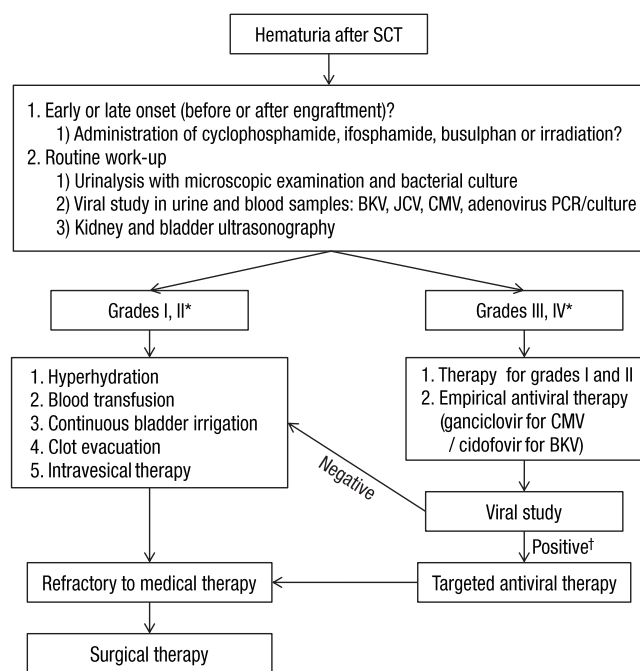 Hematuria after SCT
1. Early or late onset (before or after engraftment)?
1) Administration of cyclophosphamide, ifosphamide, busulphan or irradiation?
2. Routine work-up
1) Urinalysis with microscopic examination and bacterial culture
2) Viral study in urine and blood samples: BKV, JCV, CMV, adenovirus PCR/culture
3) Kidney and bladder ultrasonography
Grades I, II*
Grades III, IV*
1. Hyperhydration
2. Blood transfusion
3. Continuous bladder irrigation
4. Clot evacuation
5. Intravesical therapy
1. Therapy for grades I and II
2. Empirical antiviral therapy
(ganciclovir for CMV
/ cidofovir for BKV)
Negative
Viral study
Positive†
Refractory to medical therapy
Targeted antiviral therapy
Surgical therapy